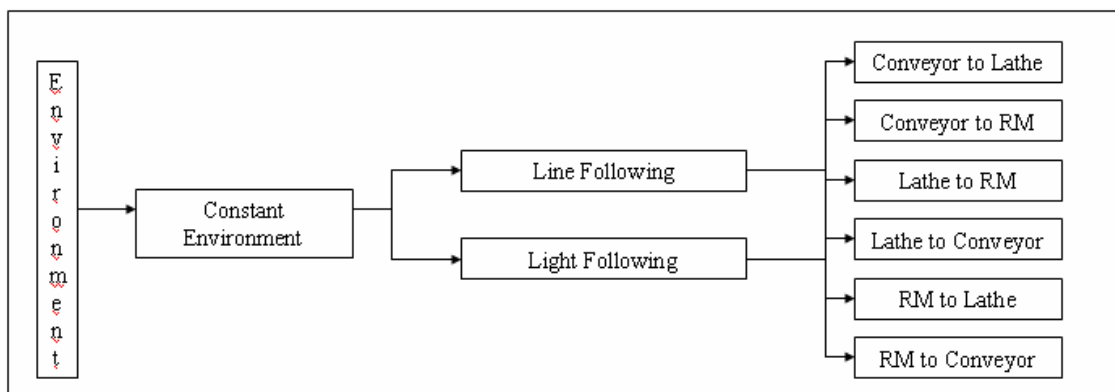 Environment
Constant
Environment
Line Following
Light Following
Conveyor to Lathe
Conveyor to RM
Lathe to RM
Lathe to Conveyor
RM to Lathe
RM to Conveyor